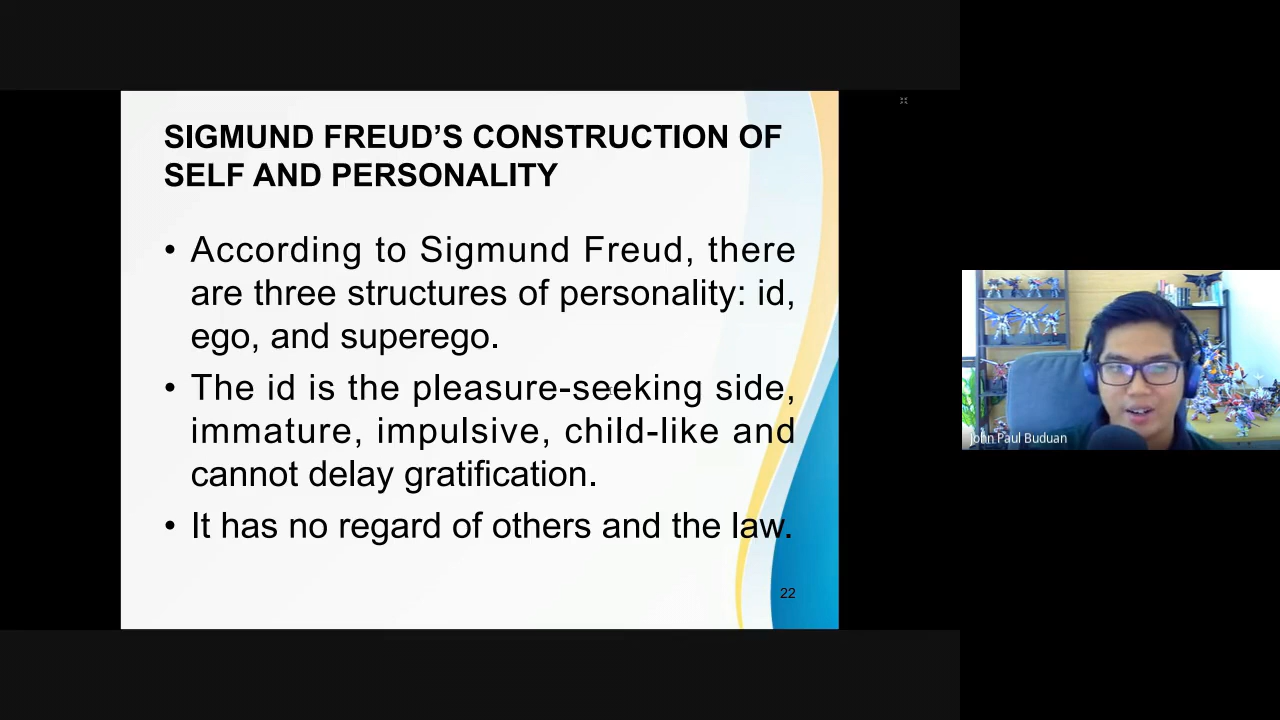 SIGMUND FREUD’S CONSTRUCTION OF
SELF AND PERSONALITY
• According to Sigmund Freud, there
are three structures of personality: id,
ego, and superego.
• The id is the pleasure-seeking side,
immature, impulsive, child-like and
cannot delay gratification.
• It has no regard of others and the law.
22
John Paul Buduan